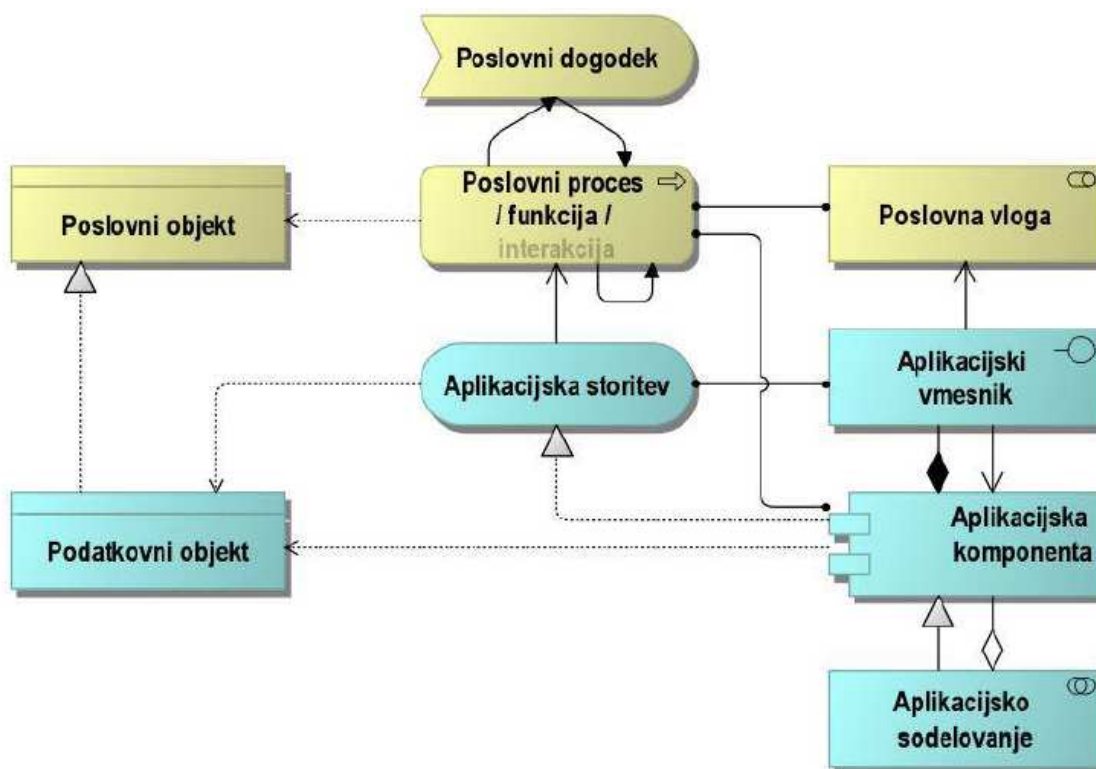 Poslovni dogodek
Poslovni objekt
Poslovni proces
/ funkcija /
interakcija
Poslovna vloga
Aplikacijska storitev
Aplikacijski
vmesnik
Podatkovni objekt
Aplikacijska
komponenta
Aplikacijsko
sodelovanje